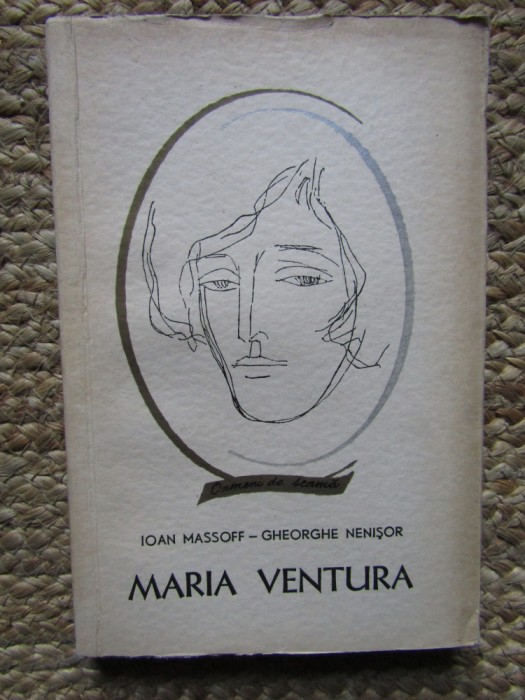 Oameni de seamă
IOAN MASSOFF – GHEORGHE NENIȘOR
MARIA VENTURA